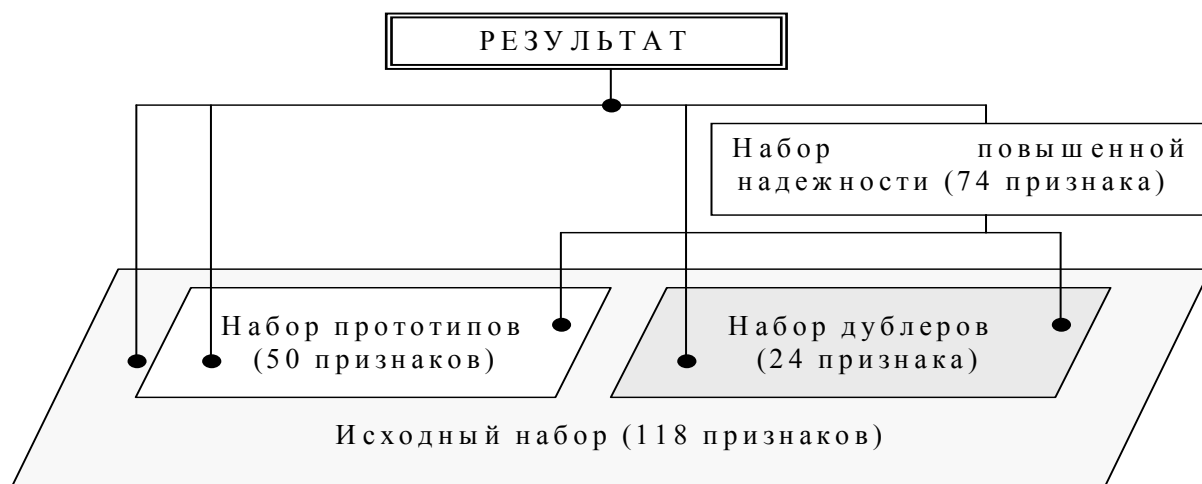 РЕЗУЛЬТАТ
Набор повышенной
надежности (74 признака)
Набор прототипов
(50 признаков)
Набор дублеров
(24 признака)
Исходный набор (118 признаков)